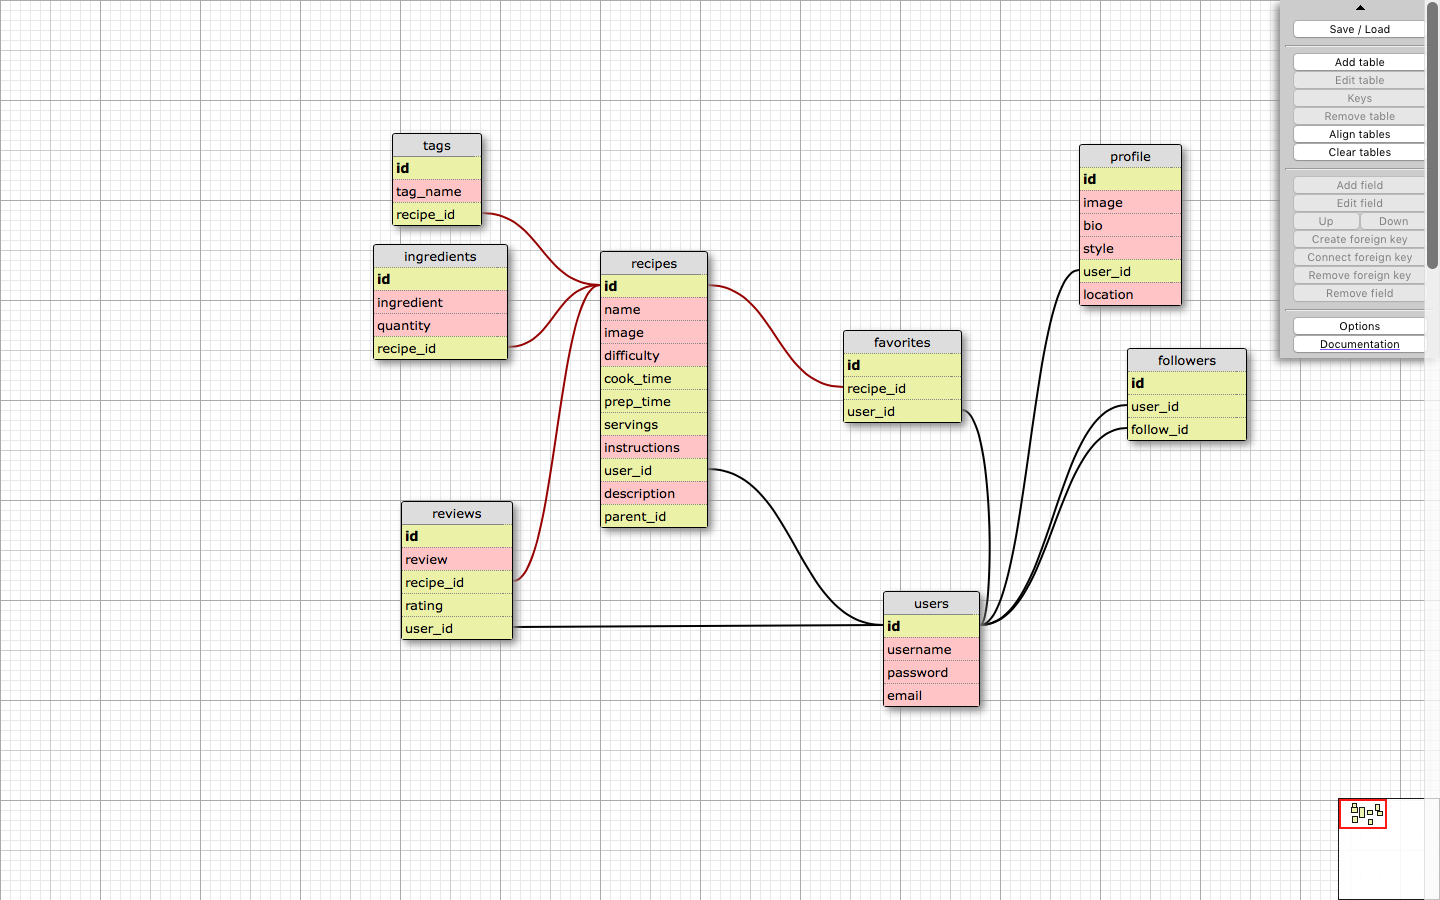 tags
id
tag_name
recipe_id
ingredients
id
ingredient
quantity
recipe_id
reviews
id
review
recipe_id
rating
user_id
recipes
id
name
image
difficulty
cook_time
prep_time
servings
instructions
user_id
description
parent_id
favorites
id
recipe_id
user_id
users
id
username
password
email
profile
id
image
bio
style
user_id
location
followers
id
user_id
follow_id
Save / Load
Add table
Edit table
Keys
Remove table
Align tables
Clear tables
Add field
Edit field
Up Down
Create foreign key
Connect foreign key
Remove foreign key
Remove field
Options
Documentation